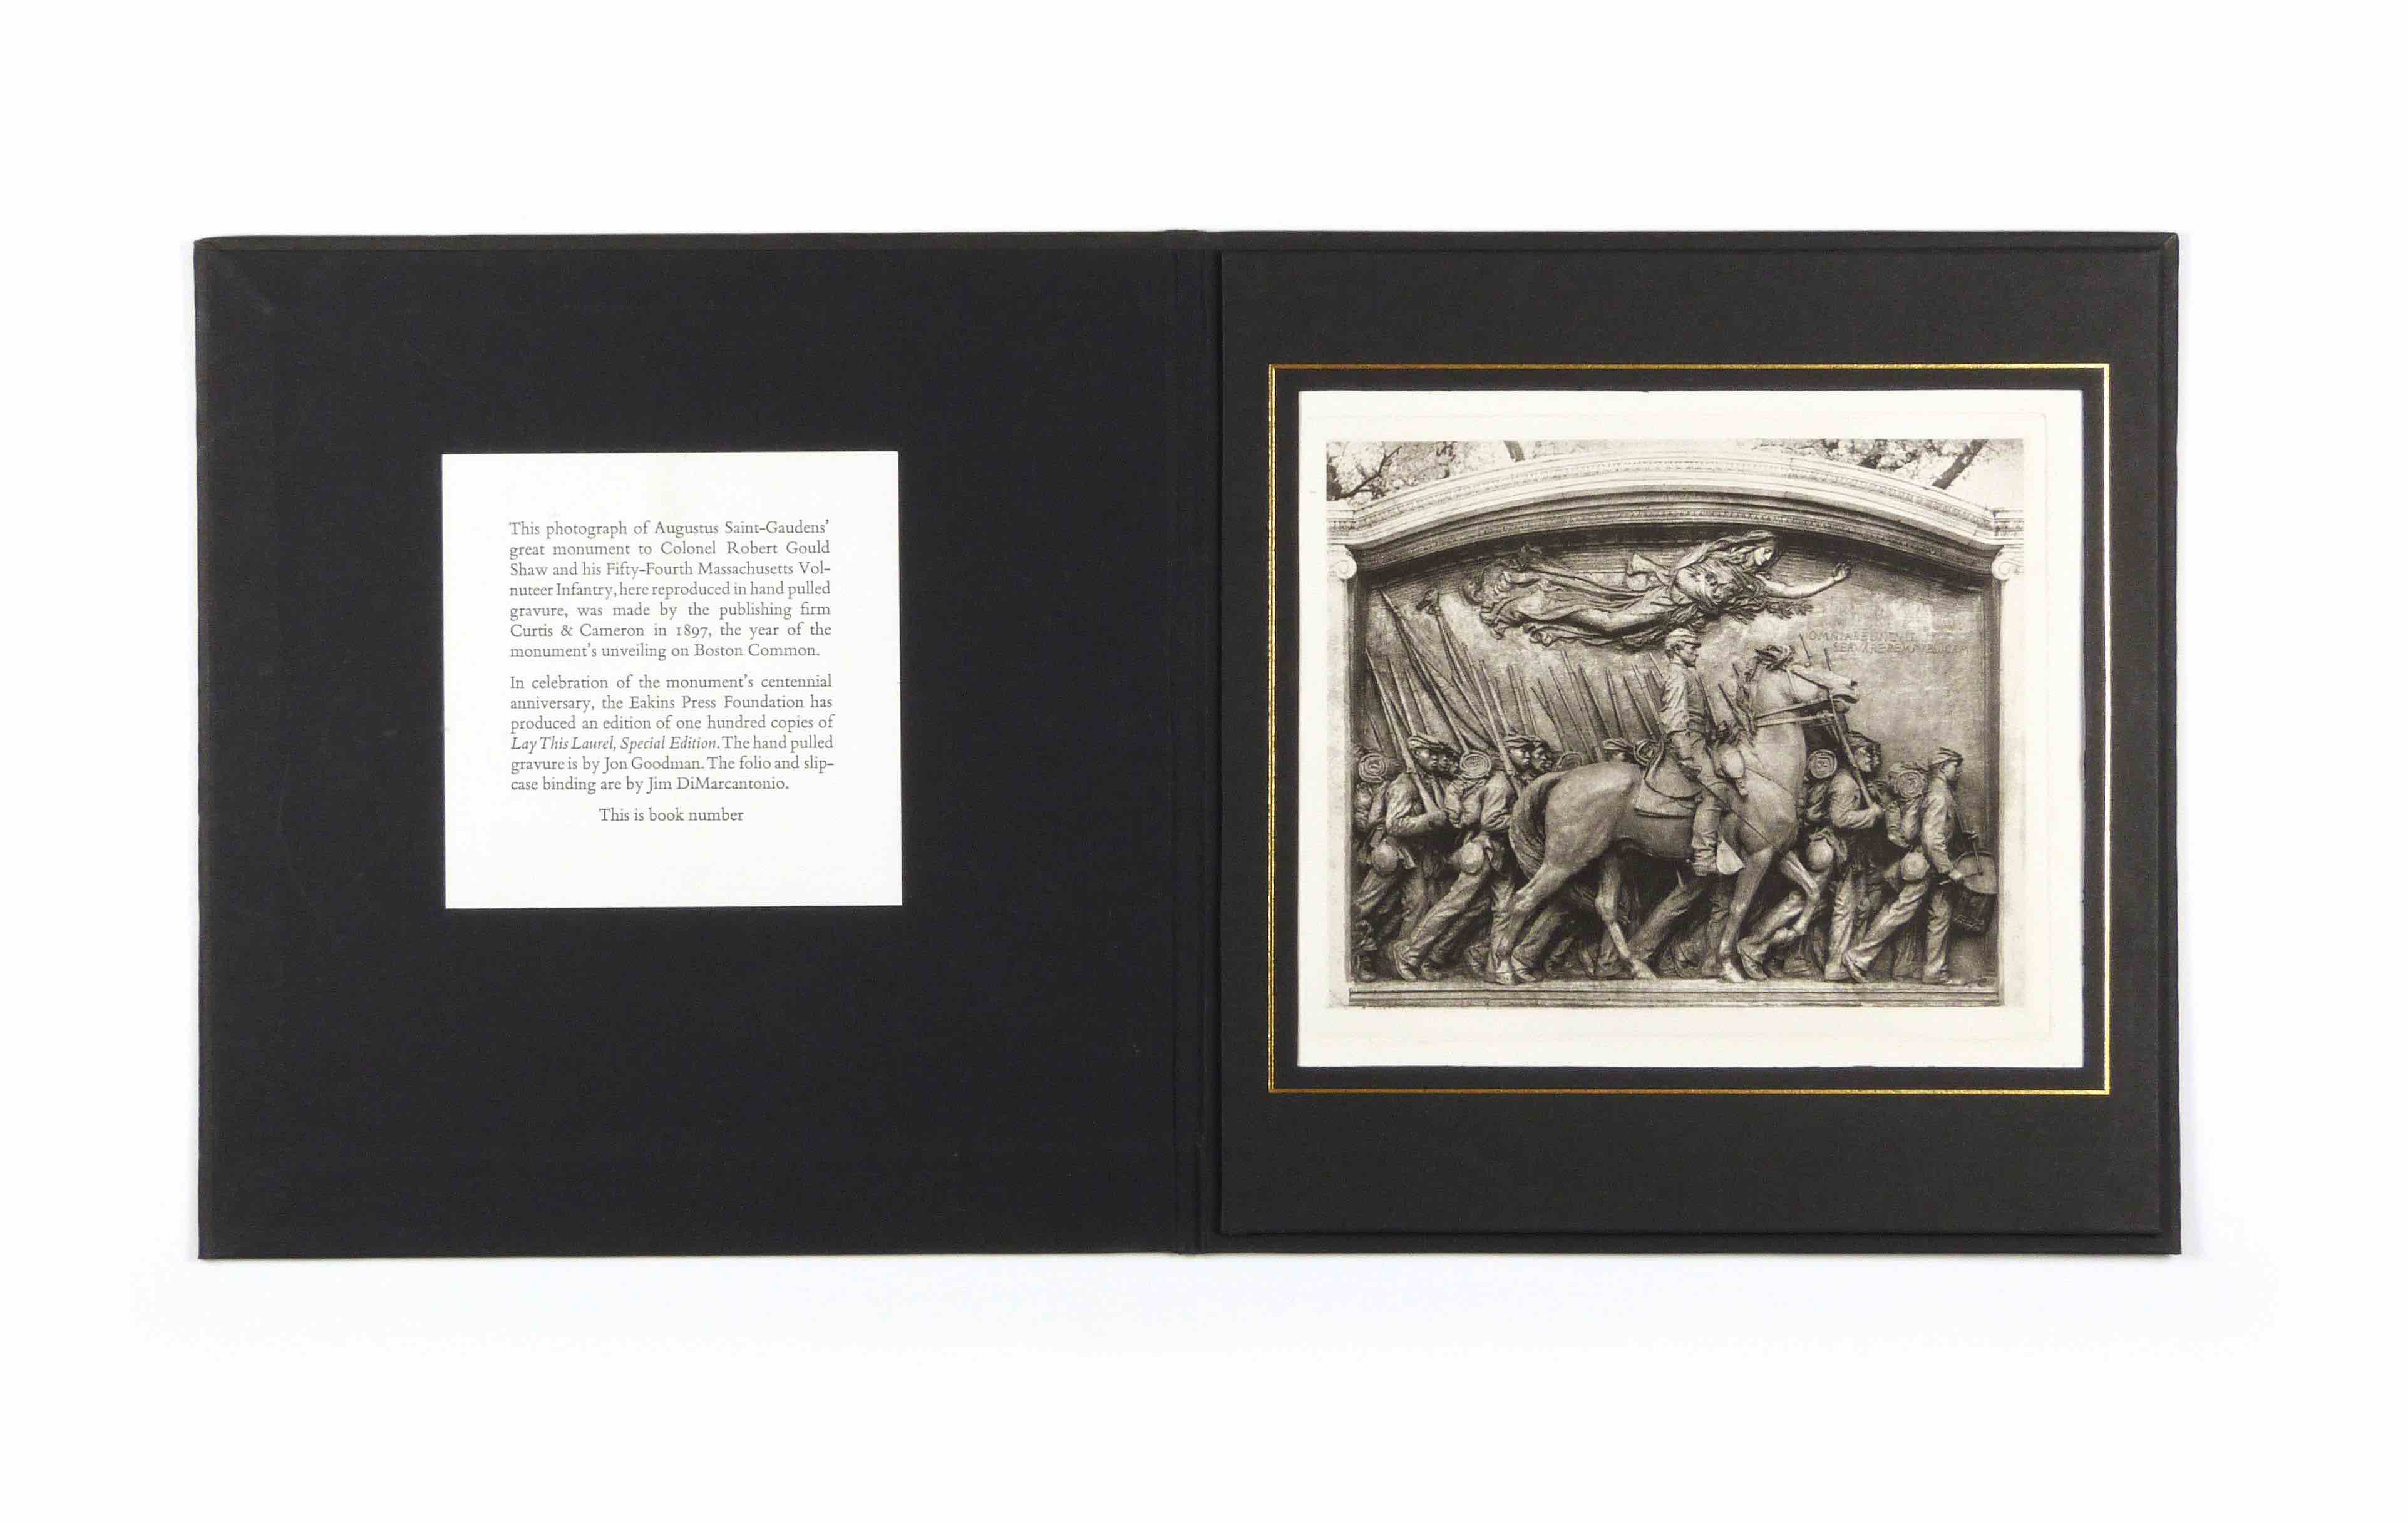 This photograph of Augustus Saint-Gaudens’
great monument to Colonel Robert Gould
Shaw and his Fifty-Fourth Massachusetts Vol-
nuteer Infantry, here reproduced in hand pulled
gravure, was made by the publishing firm
Curtis & Cameron in 1897, the year of the
monument’s unveiling on Boston Common.
In celebration of the monument’s centennial
anniversary, the Eakins Press Foundation has
produced an edition of one hundred copies of
Lay This Laurel, Special Edition. The hand pulled
gravure is by Jon Goodman. The folio and slip-
case binding are by Jim DiMarcantonio.
This is book number
OMNIA RELINQVIT
SERVARE REMPVBLICAM